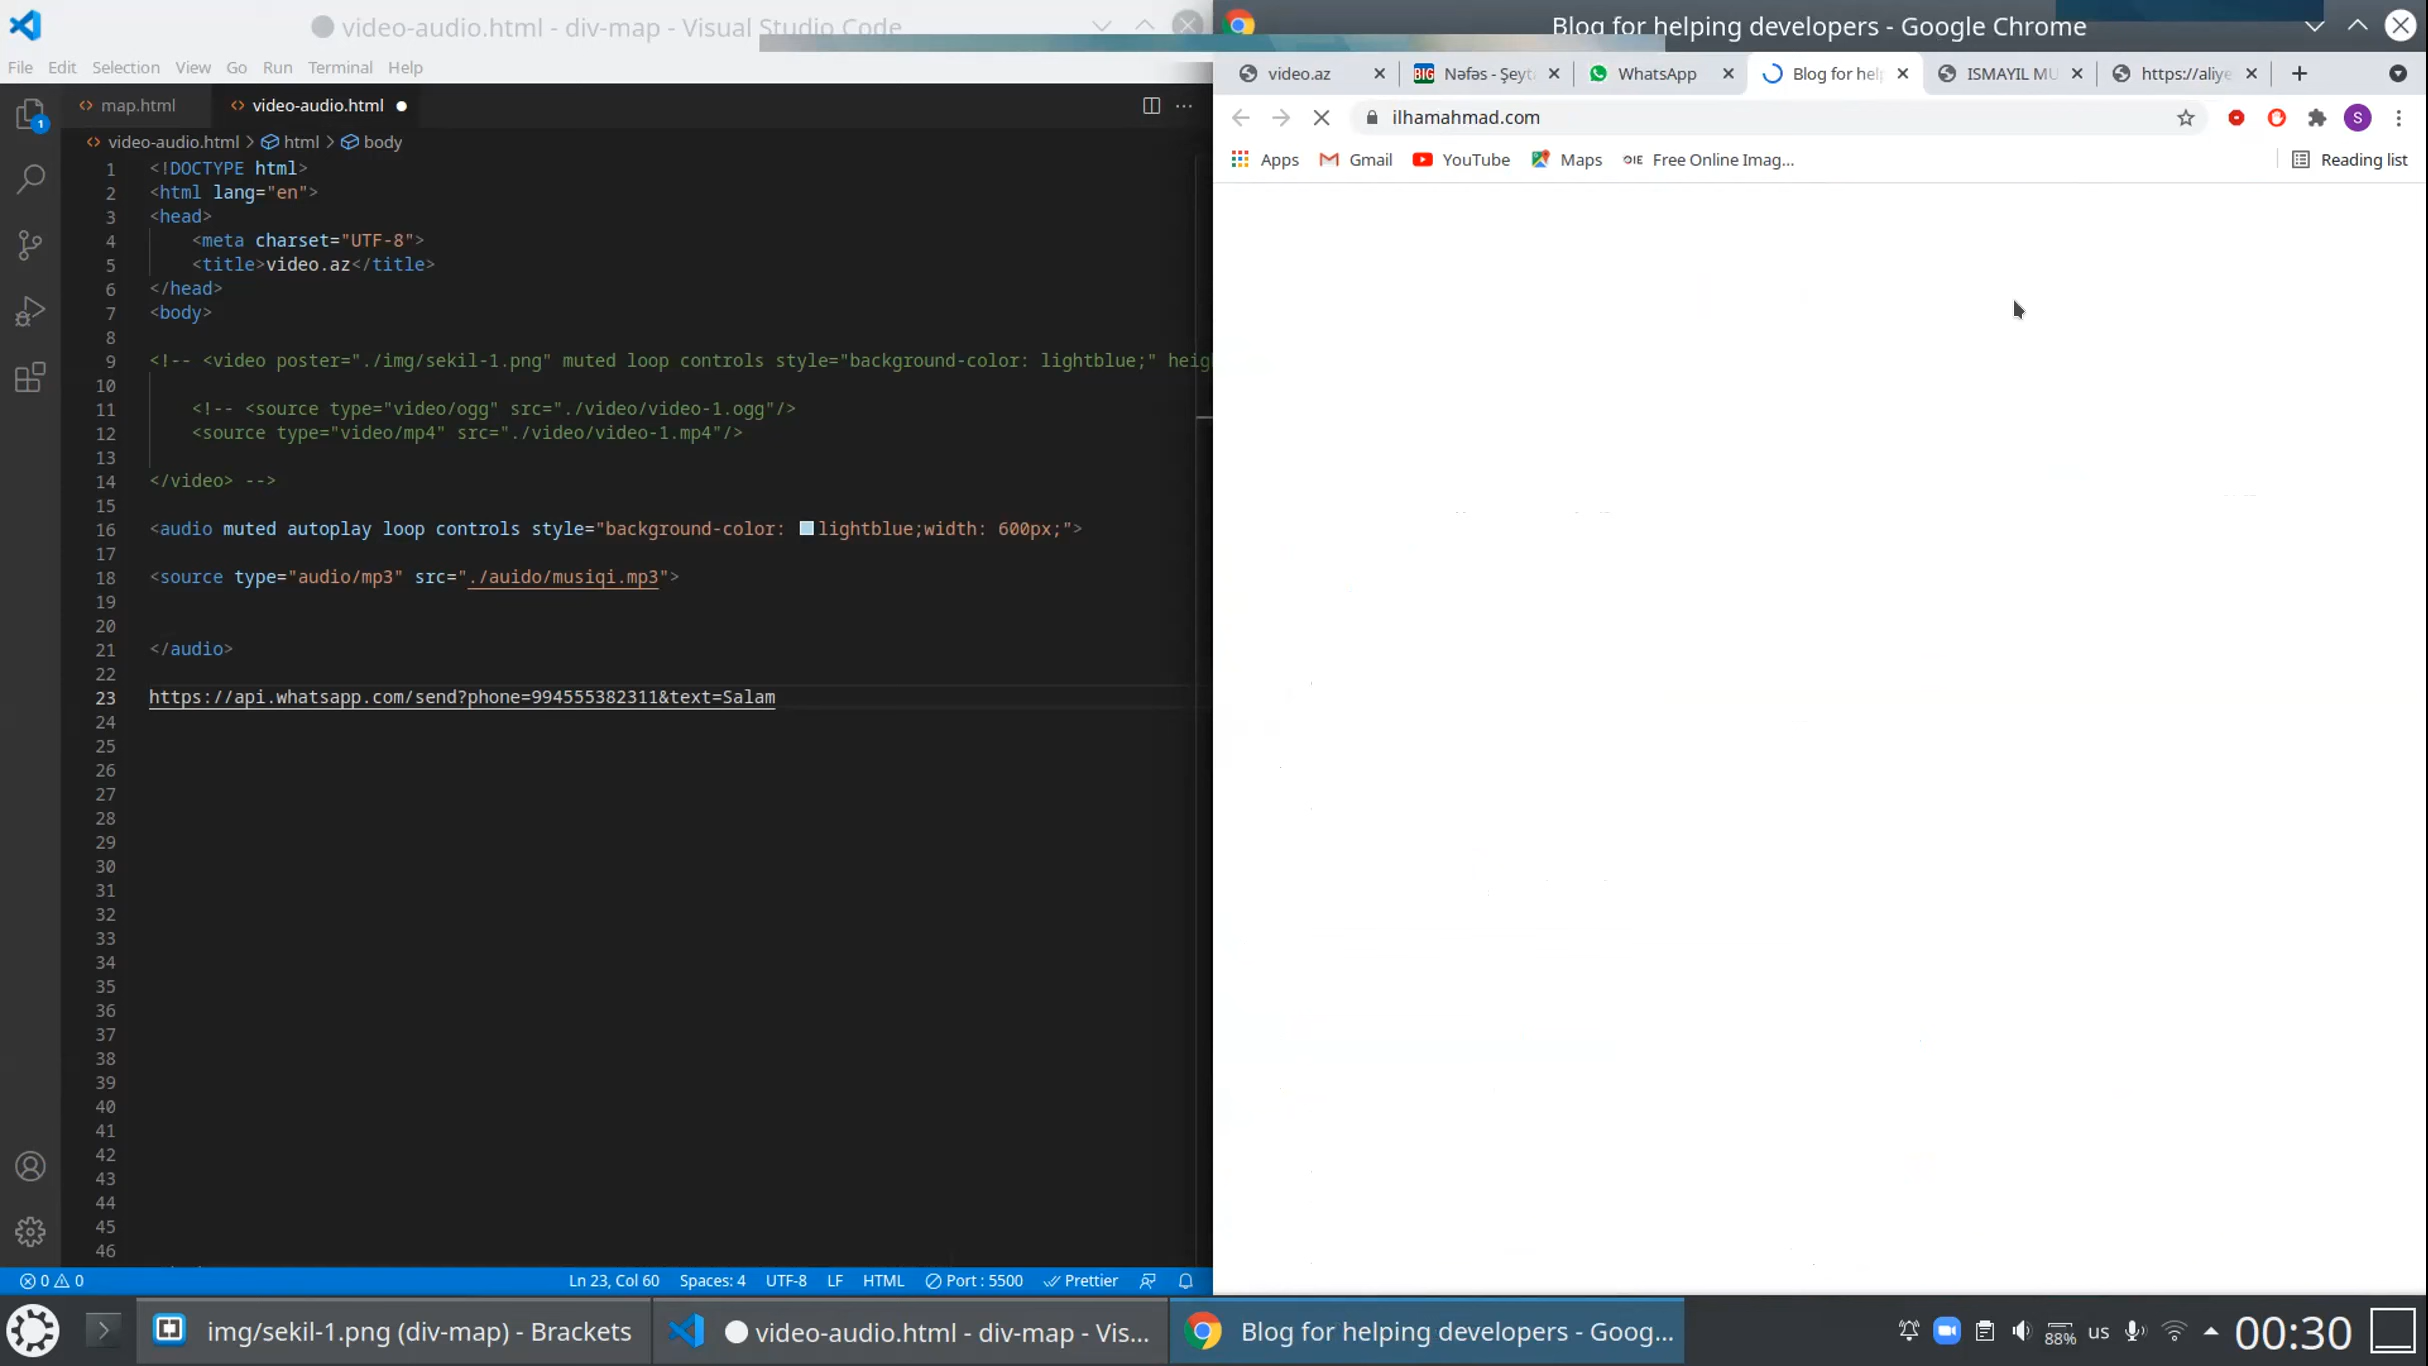 video-audio.html - div-map - Visual Studio Code
File Edit Selection View Go Run Terminal Help
map.html video-audio.html
1
video-audio.html > html > body
1 <!DOCTYPE html>
2 <html lang="en">
3 <head>
4 <meta charset="UTF-8">
5 <title>video.az</title>
6 </head>
7 <body>
8
9 <!-- <video poster="./img/sekil-1.png" muted loop controls style="background-color: lightblue;" heig
10
11 <!-- <source type="video/ogg" src="./video/video-1.ogg"/>
12 <source type="video/mp4" src="./video/video-1.mp4"/>
13
14 </video> -->
15
16 <audio muted autoplay loop controls style="background-color: lightblue;width: 600px;">
17
18 <source type="audio/mp3" src="./auido/musiqi.mp3">
19
20
21 </audio>
22
23 https://api.whatsapp.com/send?phone=994555382311&text=Salam
24
25
26
27
28
29
30
31
32
33
34
35
36
37
38
39
40
41
42
43
44
45
46
0 0 Ln 23, Col 60 Spaces: 4 UTF-8 LF HTML Port : 5500 Prettier
Blog for helping developers - Google Chrome
video.az BIG Nəfəs - Şeyt WhatsApp Blog for hel ISMAYIL MU https://aliye
ilhamahmad.com S
Apps Gmail YouTube Maps OIE Free Online Imag... Reading list
img/sekil-1.png (div-map) - Brackets video-audio.html - div-map - Vis... Blog for helping developers - Goog... 88% us 00:30